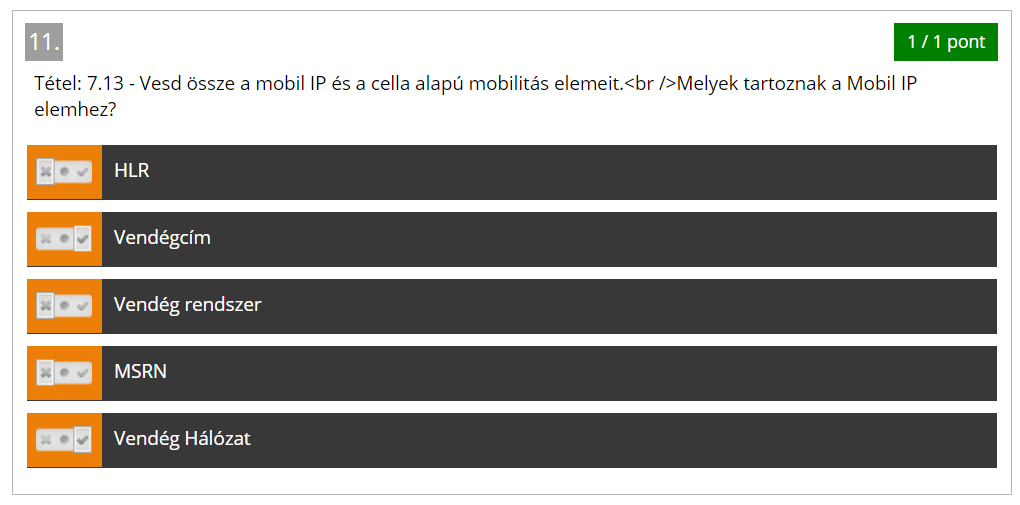 11.
1 / 1 pont
Tétel: 7.13 - Vesd össze a mobil IP és a cella alapú mobilitás elemeit.<br />Melyek tartoznak a Mobil IP
elemhez?
HLR
Vendégcím
Vendég rendszer
MSRN
Vendég Hálózat